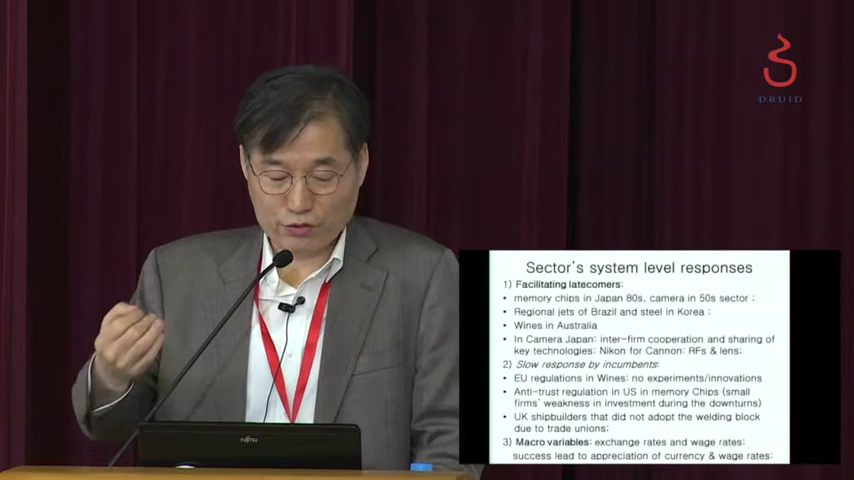 DRUID
Sector's system level responses
1) Facilitating latecomers:
• memory chips in Japan 80s, camera in 50s sector ;
• Regional jets of Brazil and steel in Korea ;
• Wines in Australia
• In Camera Japan: inter-firm cooperation and sharing of
key technologies: Nikon for Cannon: RFs & lens;
2) Slow response by incumbents:
• EU regulations in Wines: no experiments/innovations
• Anti-trust regulation in US in memory Chips (small
firms' weakness in investment during the downturns)
• UK shipbuilders that did not adopt the welding block
due to trade unions;
3) Macro variables: exchange rates and wage rates:
success lead to appreciation of currency & wage rates:
FUJITSU